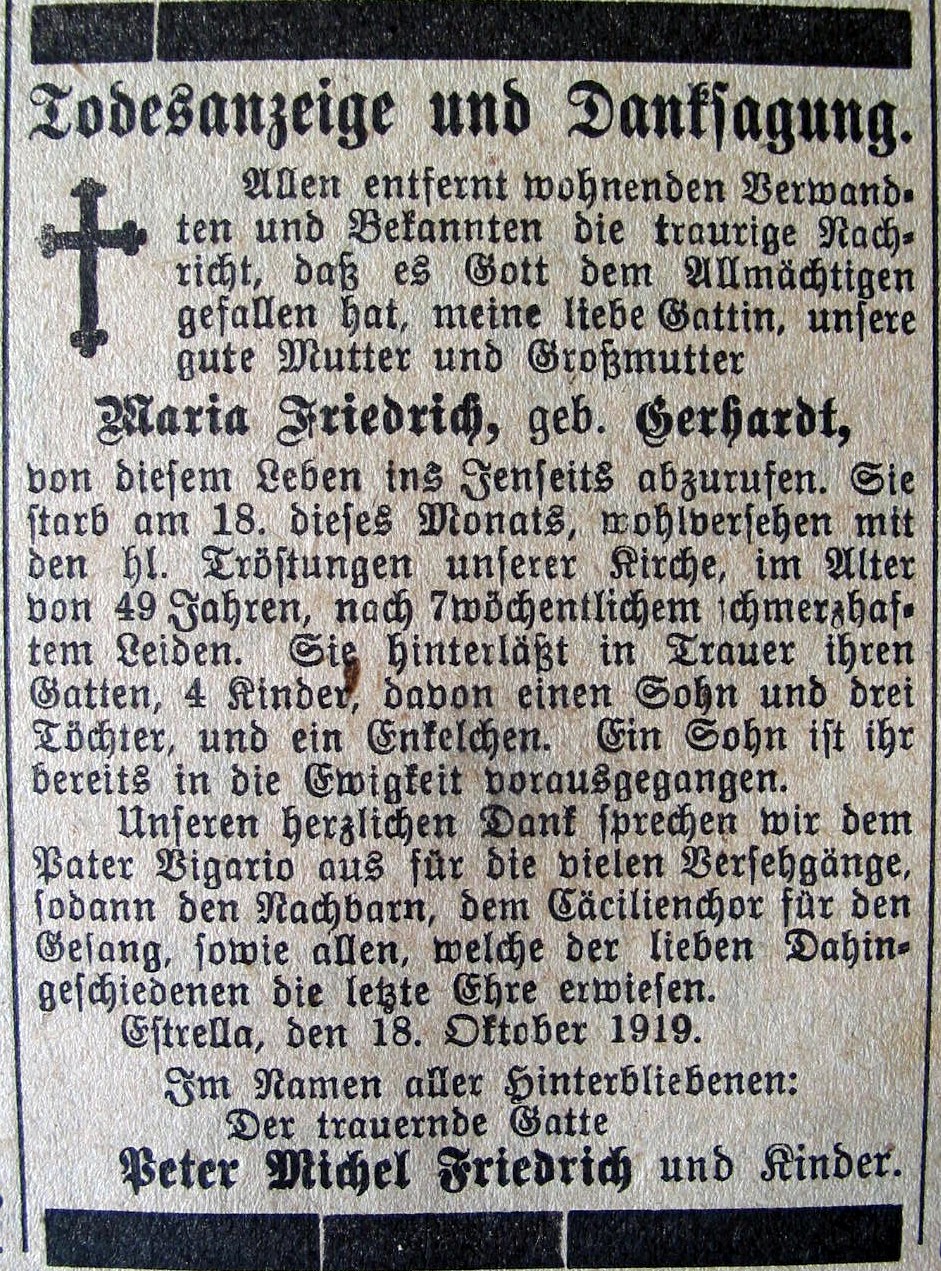 Todesanzeige und Danksagung.
Allen entfernt wohnenden Verwand-
ten und Bekannten die traurige Nach-
richt, daß es Gott dem Allmächtigen
gefallen hat, meine liebe Gattin, unsere
gute Mutter und Großmutter
Maria Friedrich, geb. Gerhardt,
von diesem Leben ins Jenseits abzurufen. Sie
starb am 18. dieses Monats, wohlversehen mit
den hl. Tröstungen unserer Kirche, im Alter
von 49 Jahren, nach 7wöchentlichem schmerzhaf-
tem Leiden. Sie hinterläßt in Trauer ihren
Gatten, 4 Kinder, davon einen Sohn und drei
Töchter, und ein Enkelchen. Ein Sohn ist ihr
bereits in die Ewigkeit vorausgegangen.
Unseren herzlichen Dank sprechen wir dem
Pater Vigario aus für die vielen Versehgänge,
sodann den Nachbarn, dem Cäcilienchor für den
Gesang, sowie allen, welche der lieben Dahin-
geschiedenen die letzte Ehre erwiesen.
Estrella, den 18. Oktober 1919.
Im Namen aller Hinterbliebenen:
Der trauernde Gatte
Peter Michel Friedrich und Kinder.